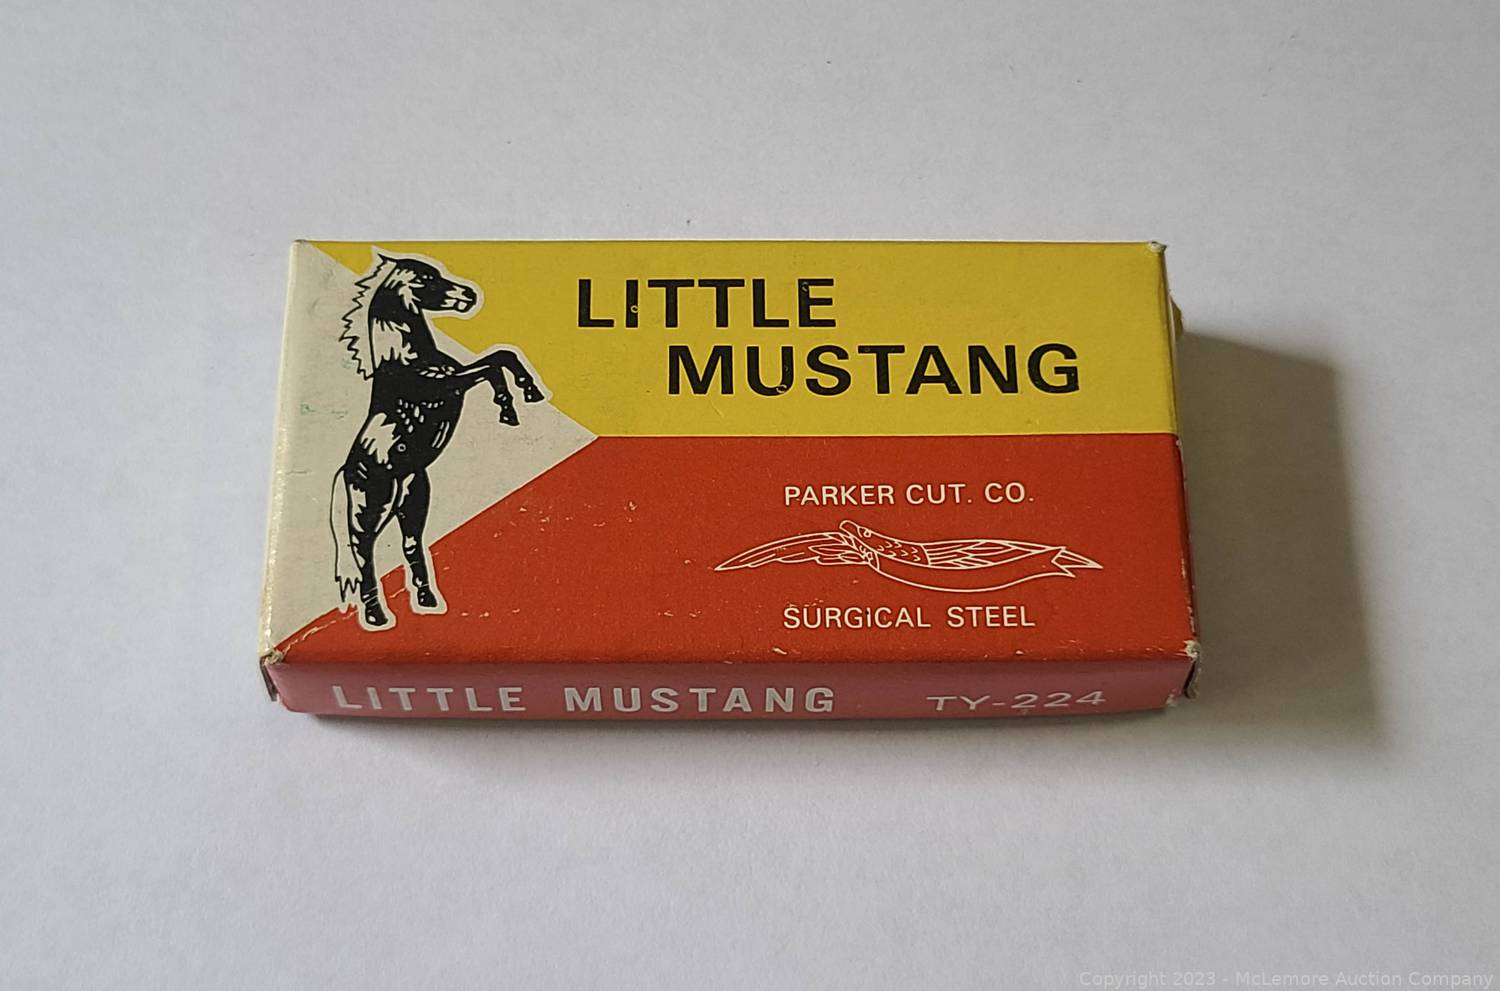 LITTLE
MUSTANG
PARKER CUT. CO.
SURGICAL STEEL
LITTLE MUSTANG TY-224
Copyright 2023 - McLemore Auction Company